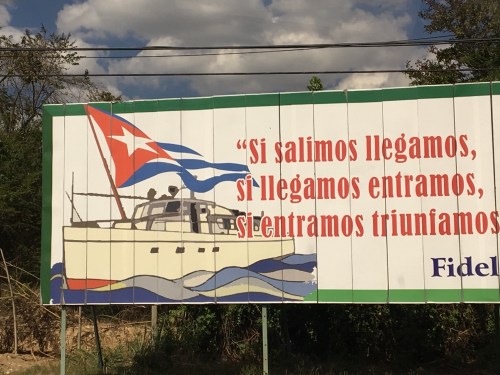 “Si salimos llegamos,
si llegamos entramos,
si entramos triunfamos
Fidel